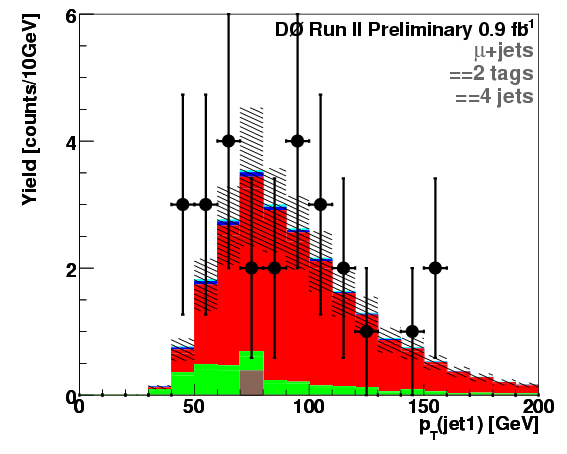 DØ Run II Preliminary 0.9 fb⁻¹
μ+jets
==2 tags
==4 jets
Yield [counts/10GeV]
6
4
2
0
0 50 100 150 200
p_T(jet1) [GeV]